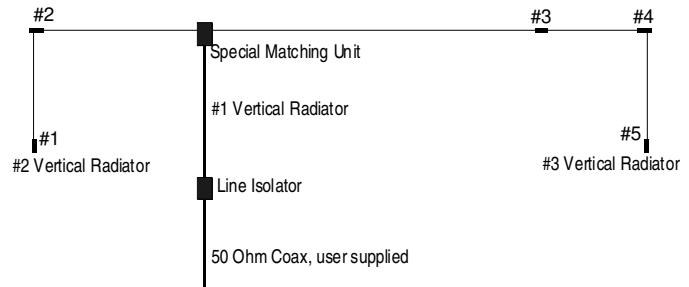 #2
#3
#4
Special Matching Unit
#1 Vertical Radiator
#1
#5
#2 Vertical Radiator
#3 Vertical Radiator
Line Isolator
50 Ohm Coax, user supplied